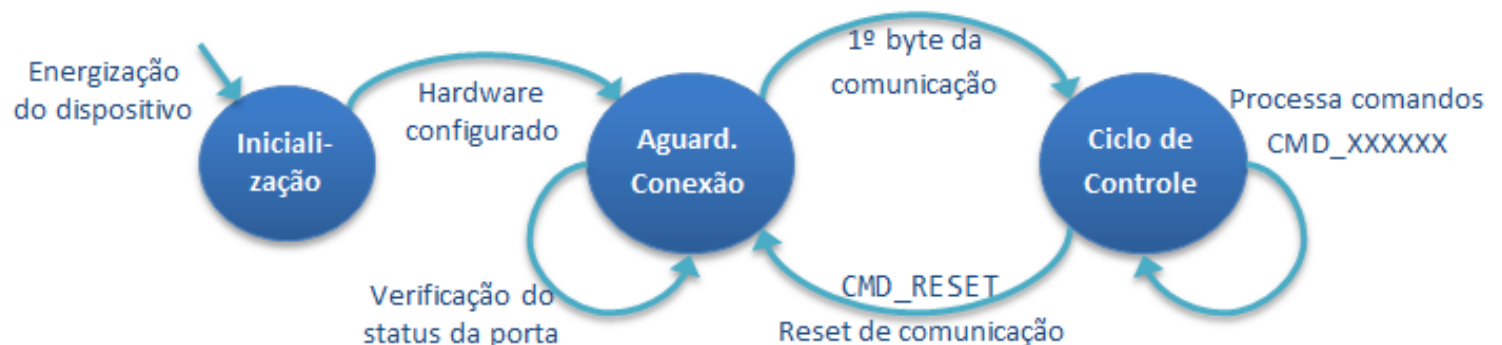 Energização
do dispositivo
Iniciali-
zação
Hardware
configurado
Aguard.
Conexão
Verificação do
status da porta
1º byte da
comunicação
CMD_RESET
Reset de comunicação
Ciclo de
Controle
Processa comandos
CMD_XXXXXX